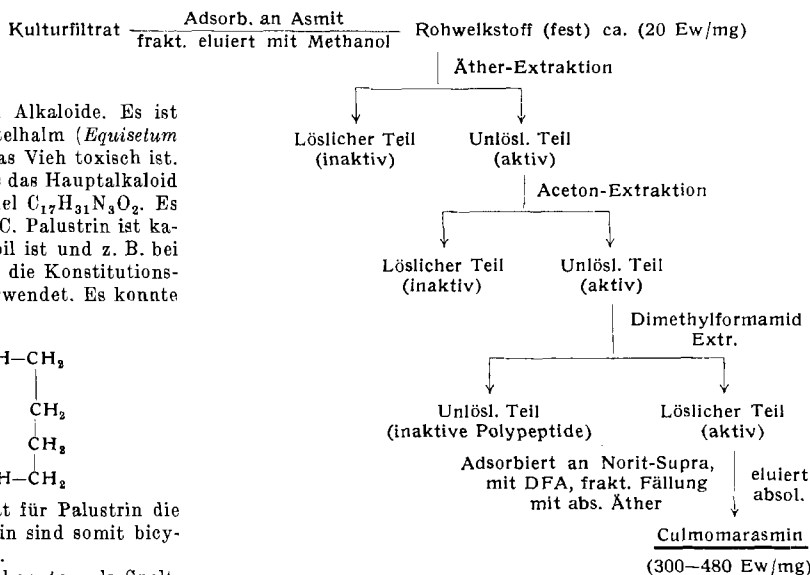 Kulturfiltrat Adsorb. an Asmit Rohwelkstoff (fest) ca. (20 Ew/mg)
frakt. eluiert mit Methanol
Äther-Extraktion
Löslicher Teil Unlösl. Teil
(inaktiv) (aktiv)
Aceton-Extraktion
Löslicher Teil Unlösl. Teil
(inaktiv) (aktiv)
Dimethylformamid
Extr.
Unlösl. Teil Löslicher Teil
(inaktive Polypeptide) (aktiv)
Adsorbiert an Norit-Supra, eluiert
mit DFA, frakt. Fällung absol.
mit abs. Äther
Culmomarasmin
(300—480 Ew/mg)
Alkaloide. Es ist
telhalm (Equisetum
as Vieh toxisch ist.
das Hauptalkaloid
el C₁₇H₃₁N₃O₂. Es
C. Palustrin ist ka-
bil ist und z. B. bei
die Konstitutions-
wendet. Es konnte
H—CH₂
CH₂
CH₂
H—CH₂
t für Palustrin die
in sind somit bicy-